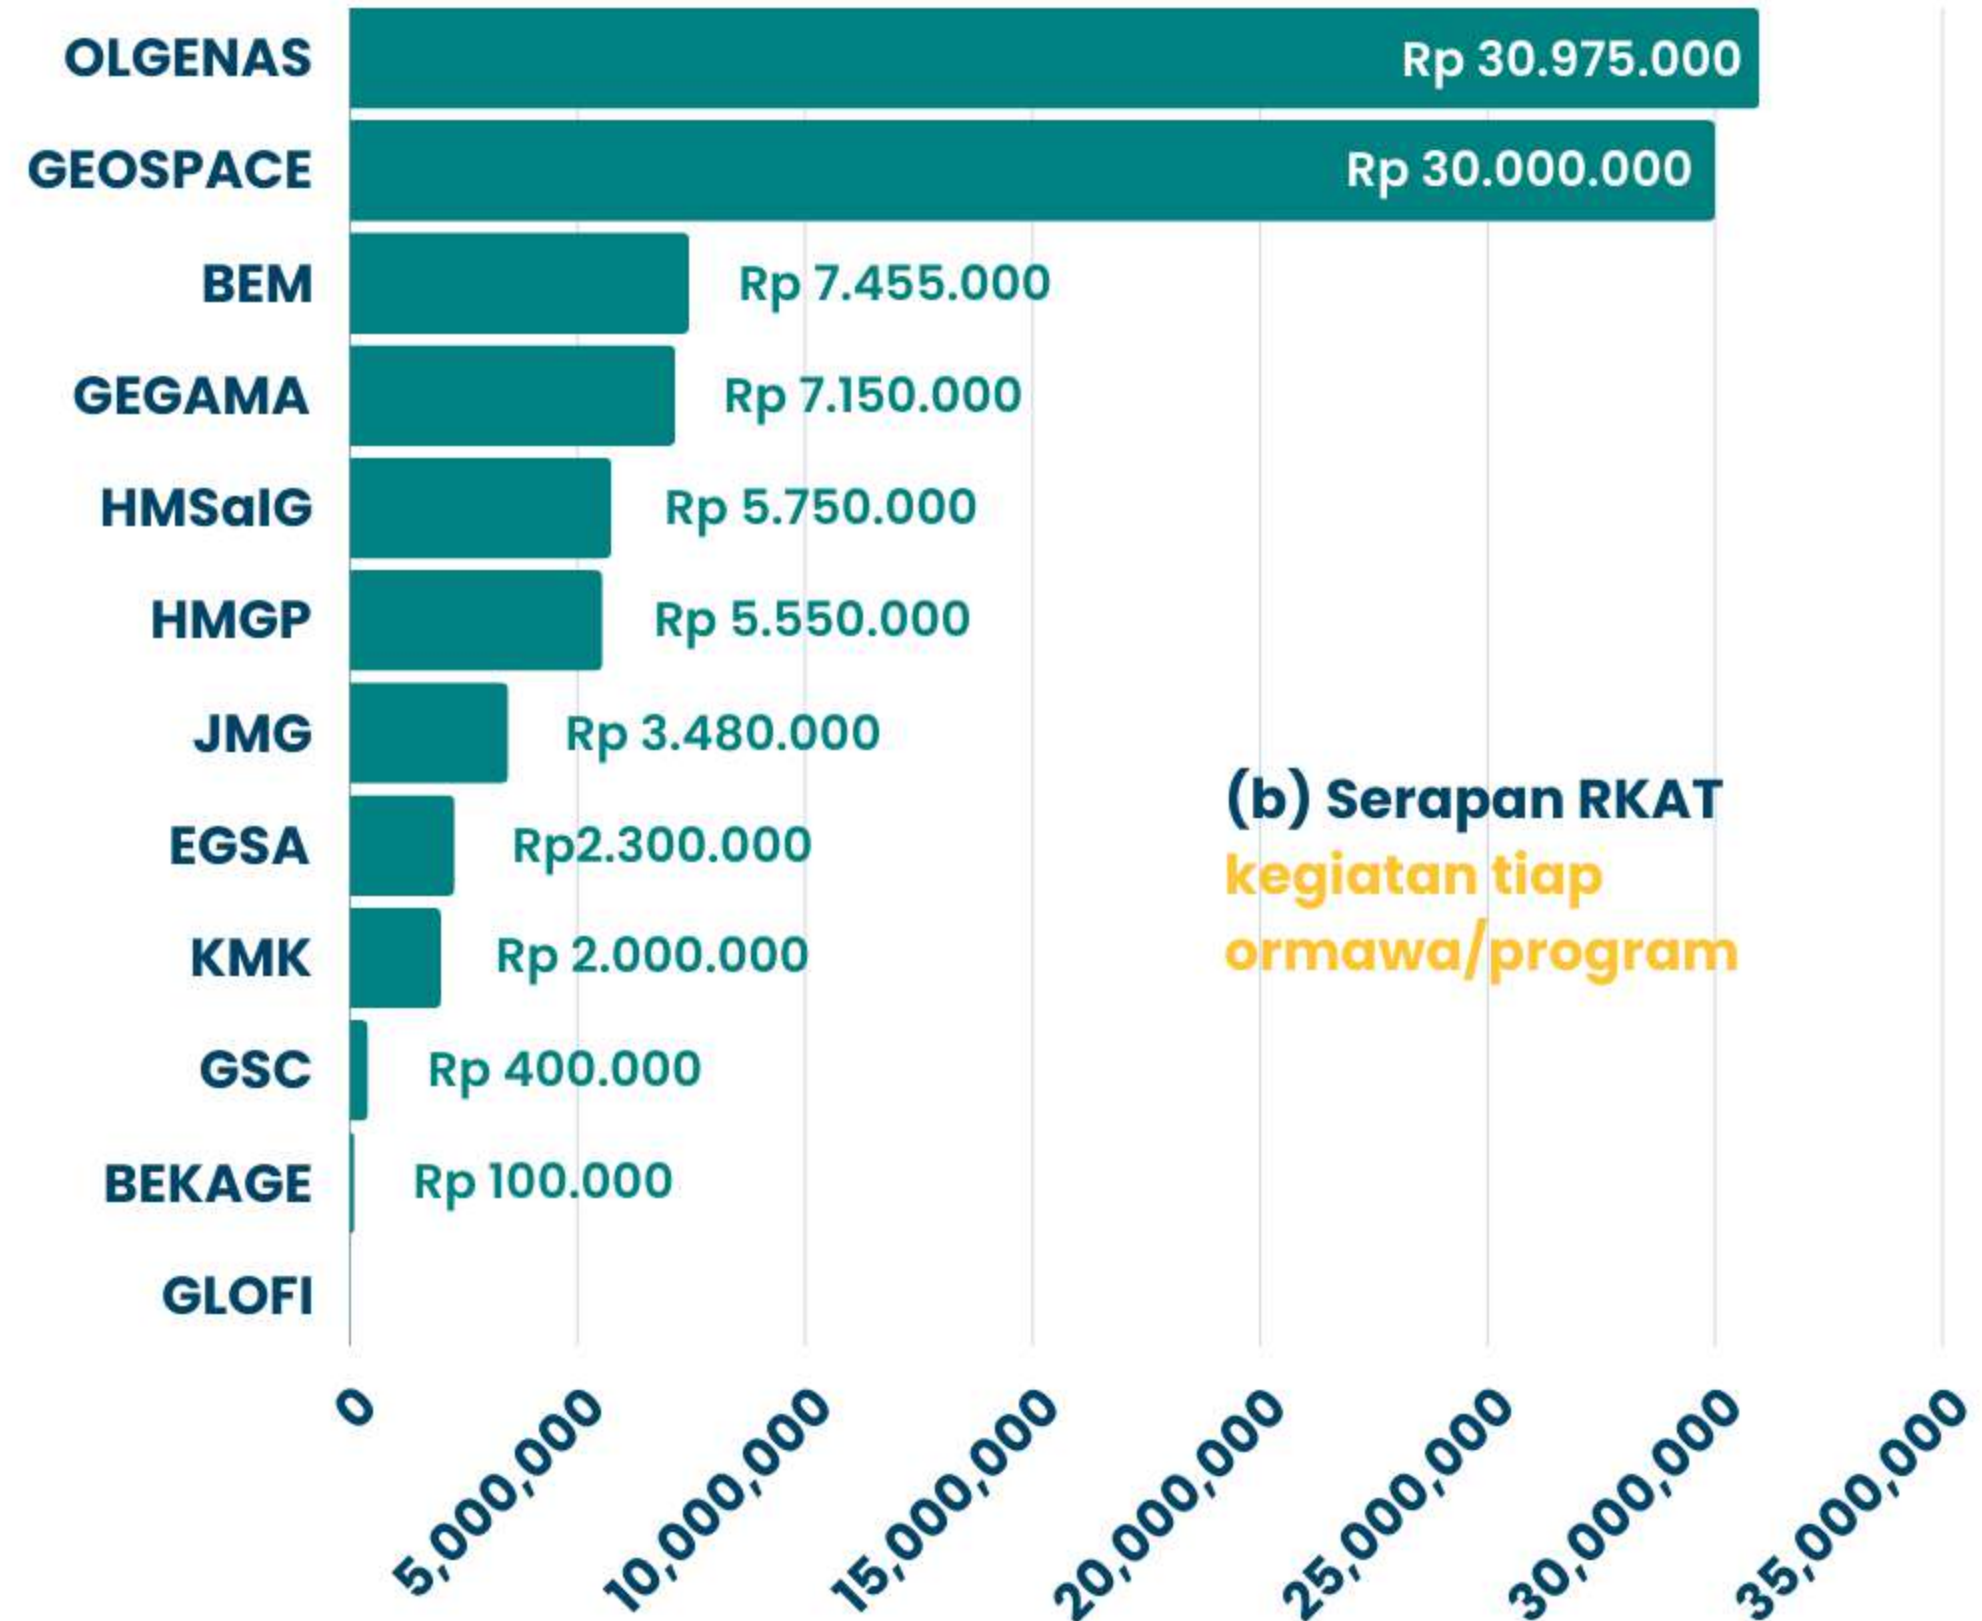 OLGENAS Rp 30.975.000
GEOSPACE Rp 30.000.000
BEM Rp 7.455.000
GEGAMA Rp 7.150.000
HMSaIG Rp 5.750.000
HMGP Rp 5.550.000
JMG Rp 3.480.000
(b) Serapan RKAT
EGSA Rp2.300.000
kegiatan tiap
KMK Rp 2.000.000
ormawa/program
GSC Rp 400.000
BEKAGE Rp 100.000
GLOFI
0
5,000,000
10,000,000
15,000,000
20,000,000
25,000,000
30,000,000
35,000,000